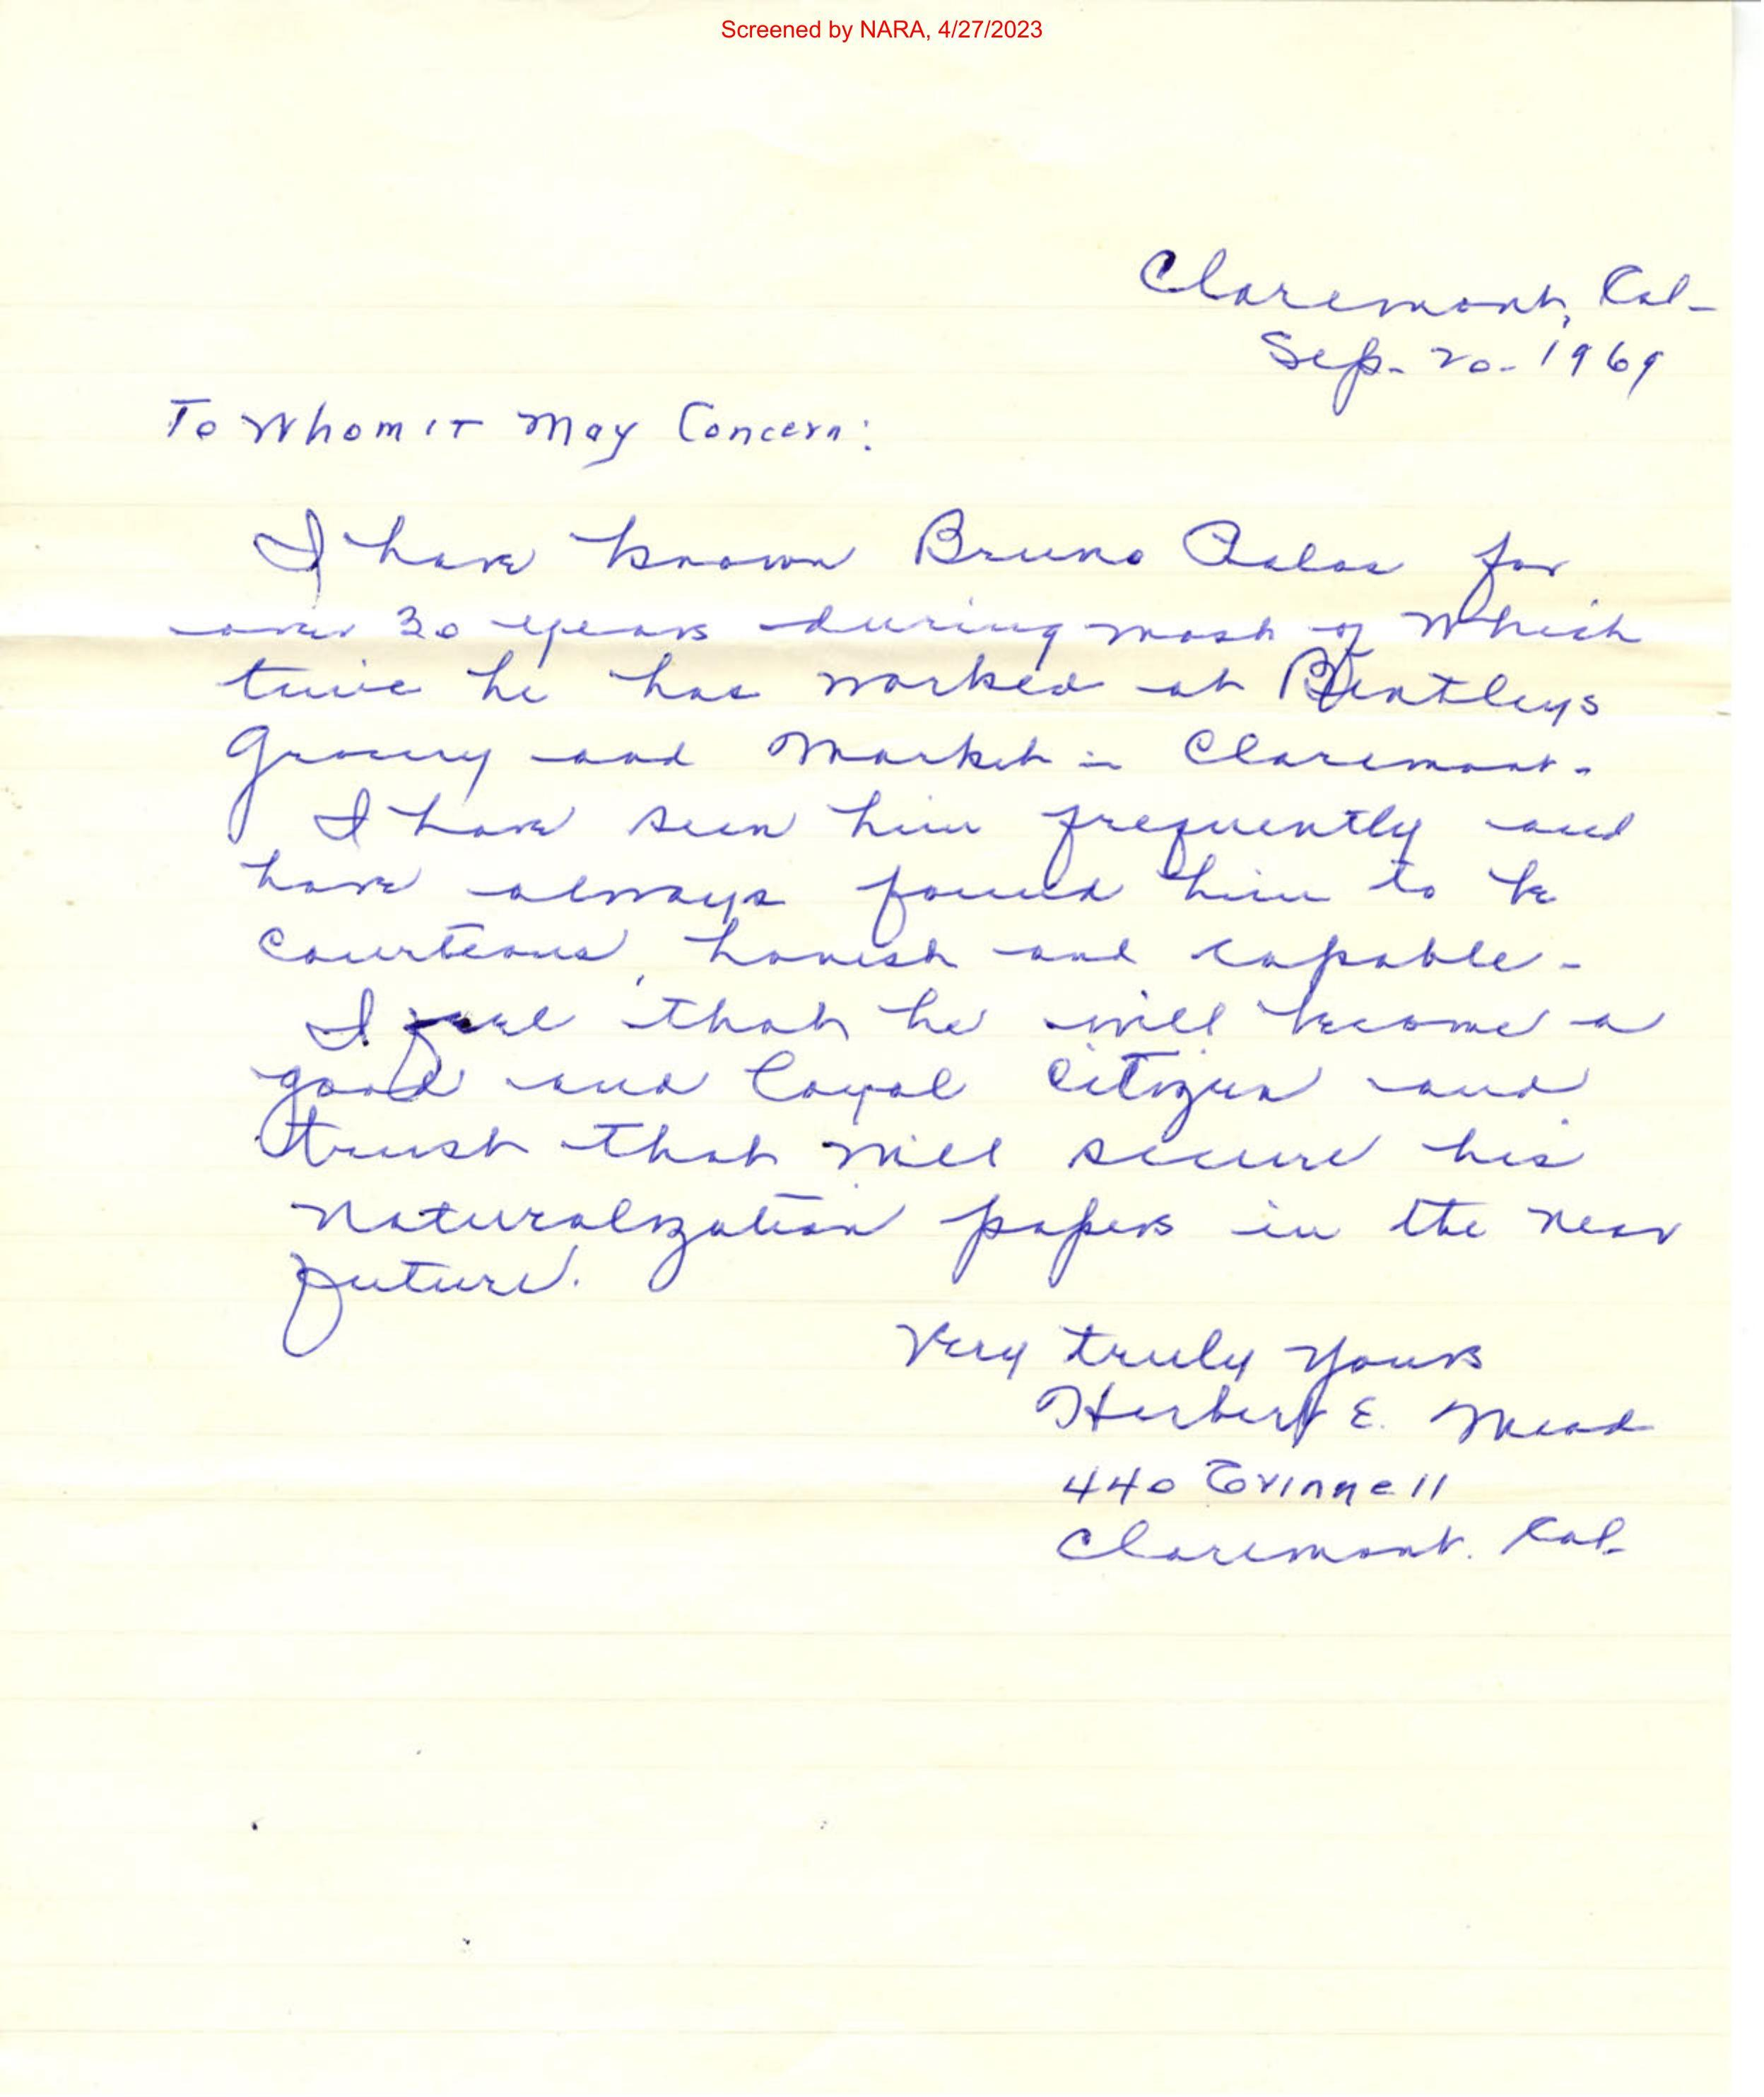 Screened by NARA, 4/27/2023
Claremont, Cal-
Sep. 20. 1969
To Whom it May Concern:
I have known Bruno for
over 30 years during most of which
time he has worked at Bentleys
Grocery and Market in Claremont.
I have seen him frequently and
have always found him to be
courteous, honest and capable.
I feel that he will become a
good and loyal citizen and
trust that will secure his
naturalization papers in the near
future.
Very truly yours
Herbert E. Mead
440 Grinnell
Claremont. Cal.